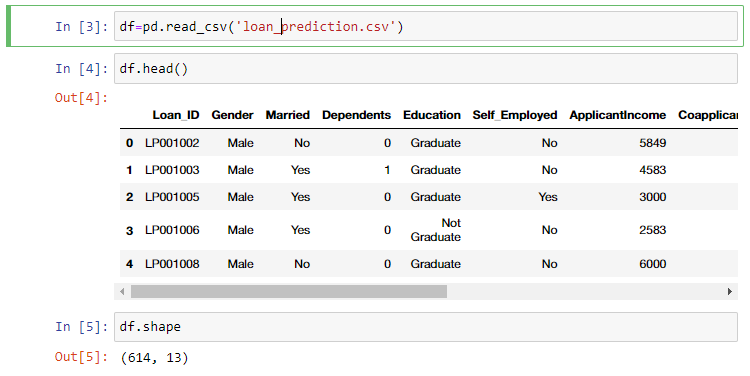 In [3]: df=pd.read_csv('loan_prediction.csv')
In [4]: df.head()
Out[4]:
Loan_ID Gender Married Dependents Education Self_Employed ApplicantIncome Coapplicar
0 LP001002 Male No 0 Graduate No 5849
1 LP001003 Male Yes 1 Graduate No 4583
2 LP001005 Male Yes 0 Graduate Yes 3000
3 LP001006 Male Yes 0 Not Graduate No 2583
4 LP001008 Male No 0 Graduate No 6000
In [5]: df.shape
Out[5]: (614, 13)